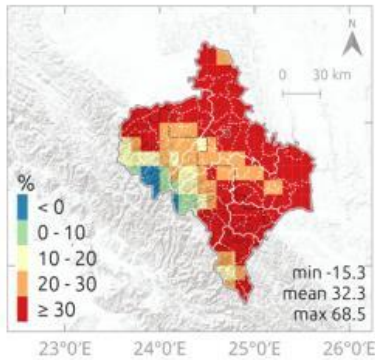 N
0 30 km
%
< 0
0 - 10
10 - 20
20 - 30
≥ 30
min -15.3
mean 32.3
max 68.5
23°0'E 24°0'E 25°0'E 26°0'E